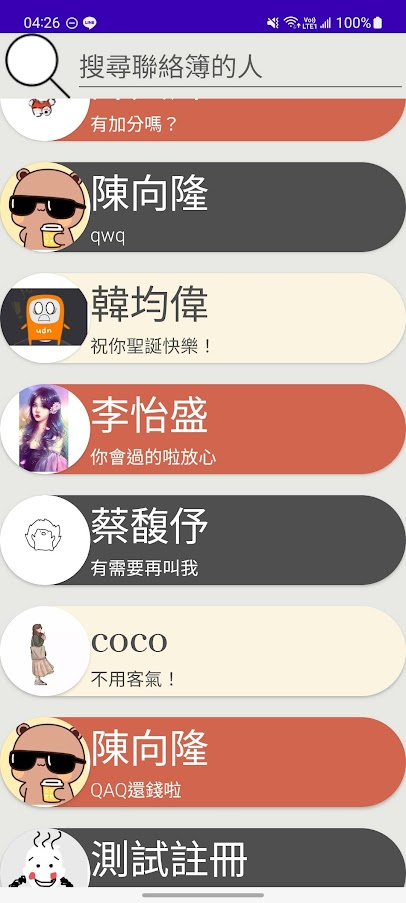 04:26
LINE
Vo)) LTE1 100%
搜尋聯絡簿的人
有加分嗎？
陳向隆
qwq
udn
韓均偉
祝你聖誕快樂！
李怡盛
你會過的啦放心
蔡馥伃
有需要再叫我
coco
不用客氣！
陳向隆
QAQ還錢啦
測試註冊